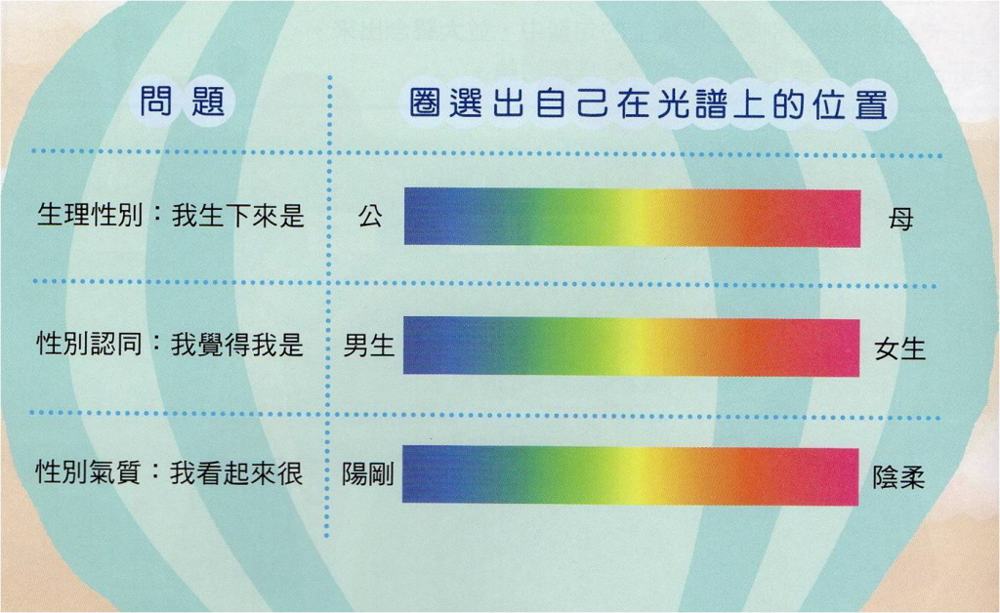 問題
圈選出自己在光譜上的位置
生理性別：我生下來是 公 母
性別認同：我覺得我是 男生 女生
性別氣質：我看起來很 陽剛 陰柔